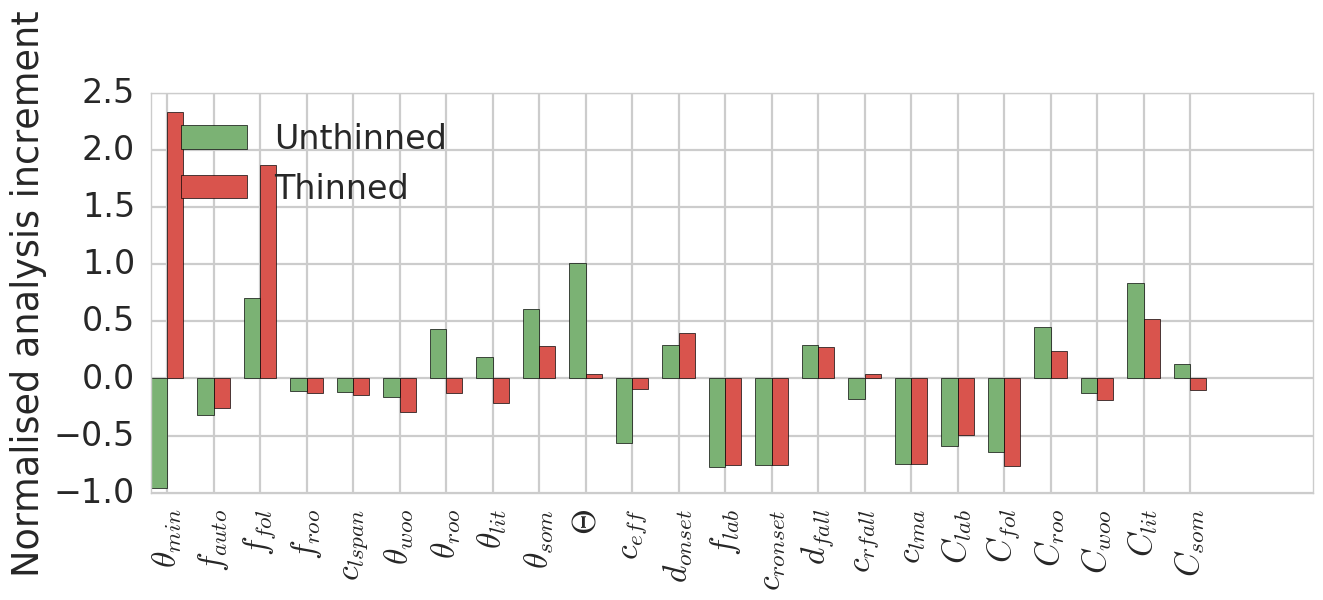 Normalised analysis increment
2.5
2.0
1.5
1.0
0.5
0.0
−0.5
−1.0
Unthinned
Thinned
θmin
fauto
ffol
froo
clspan
θwoo
θroo
θlit
θsom
Θ
ceff
donset
flab
cronset
dfall
crfall
clma
Clab
Cfol
Croo
Cwoo
Clit
Csom